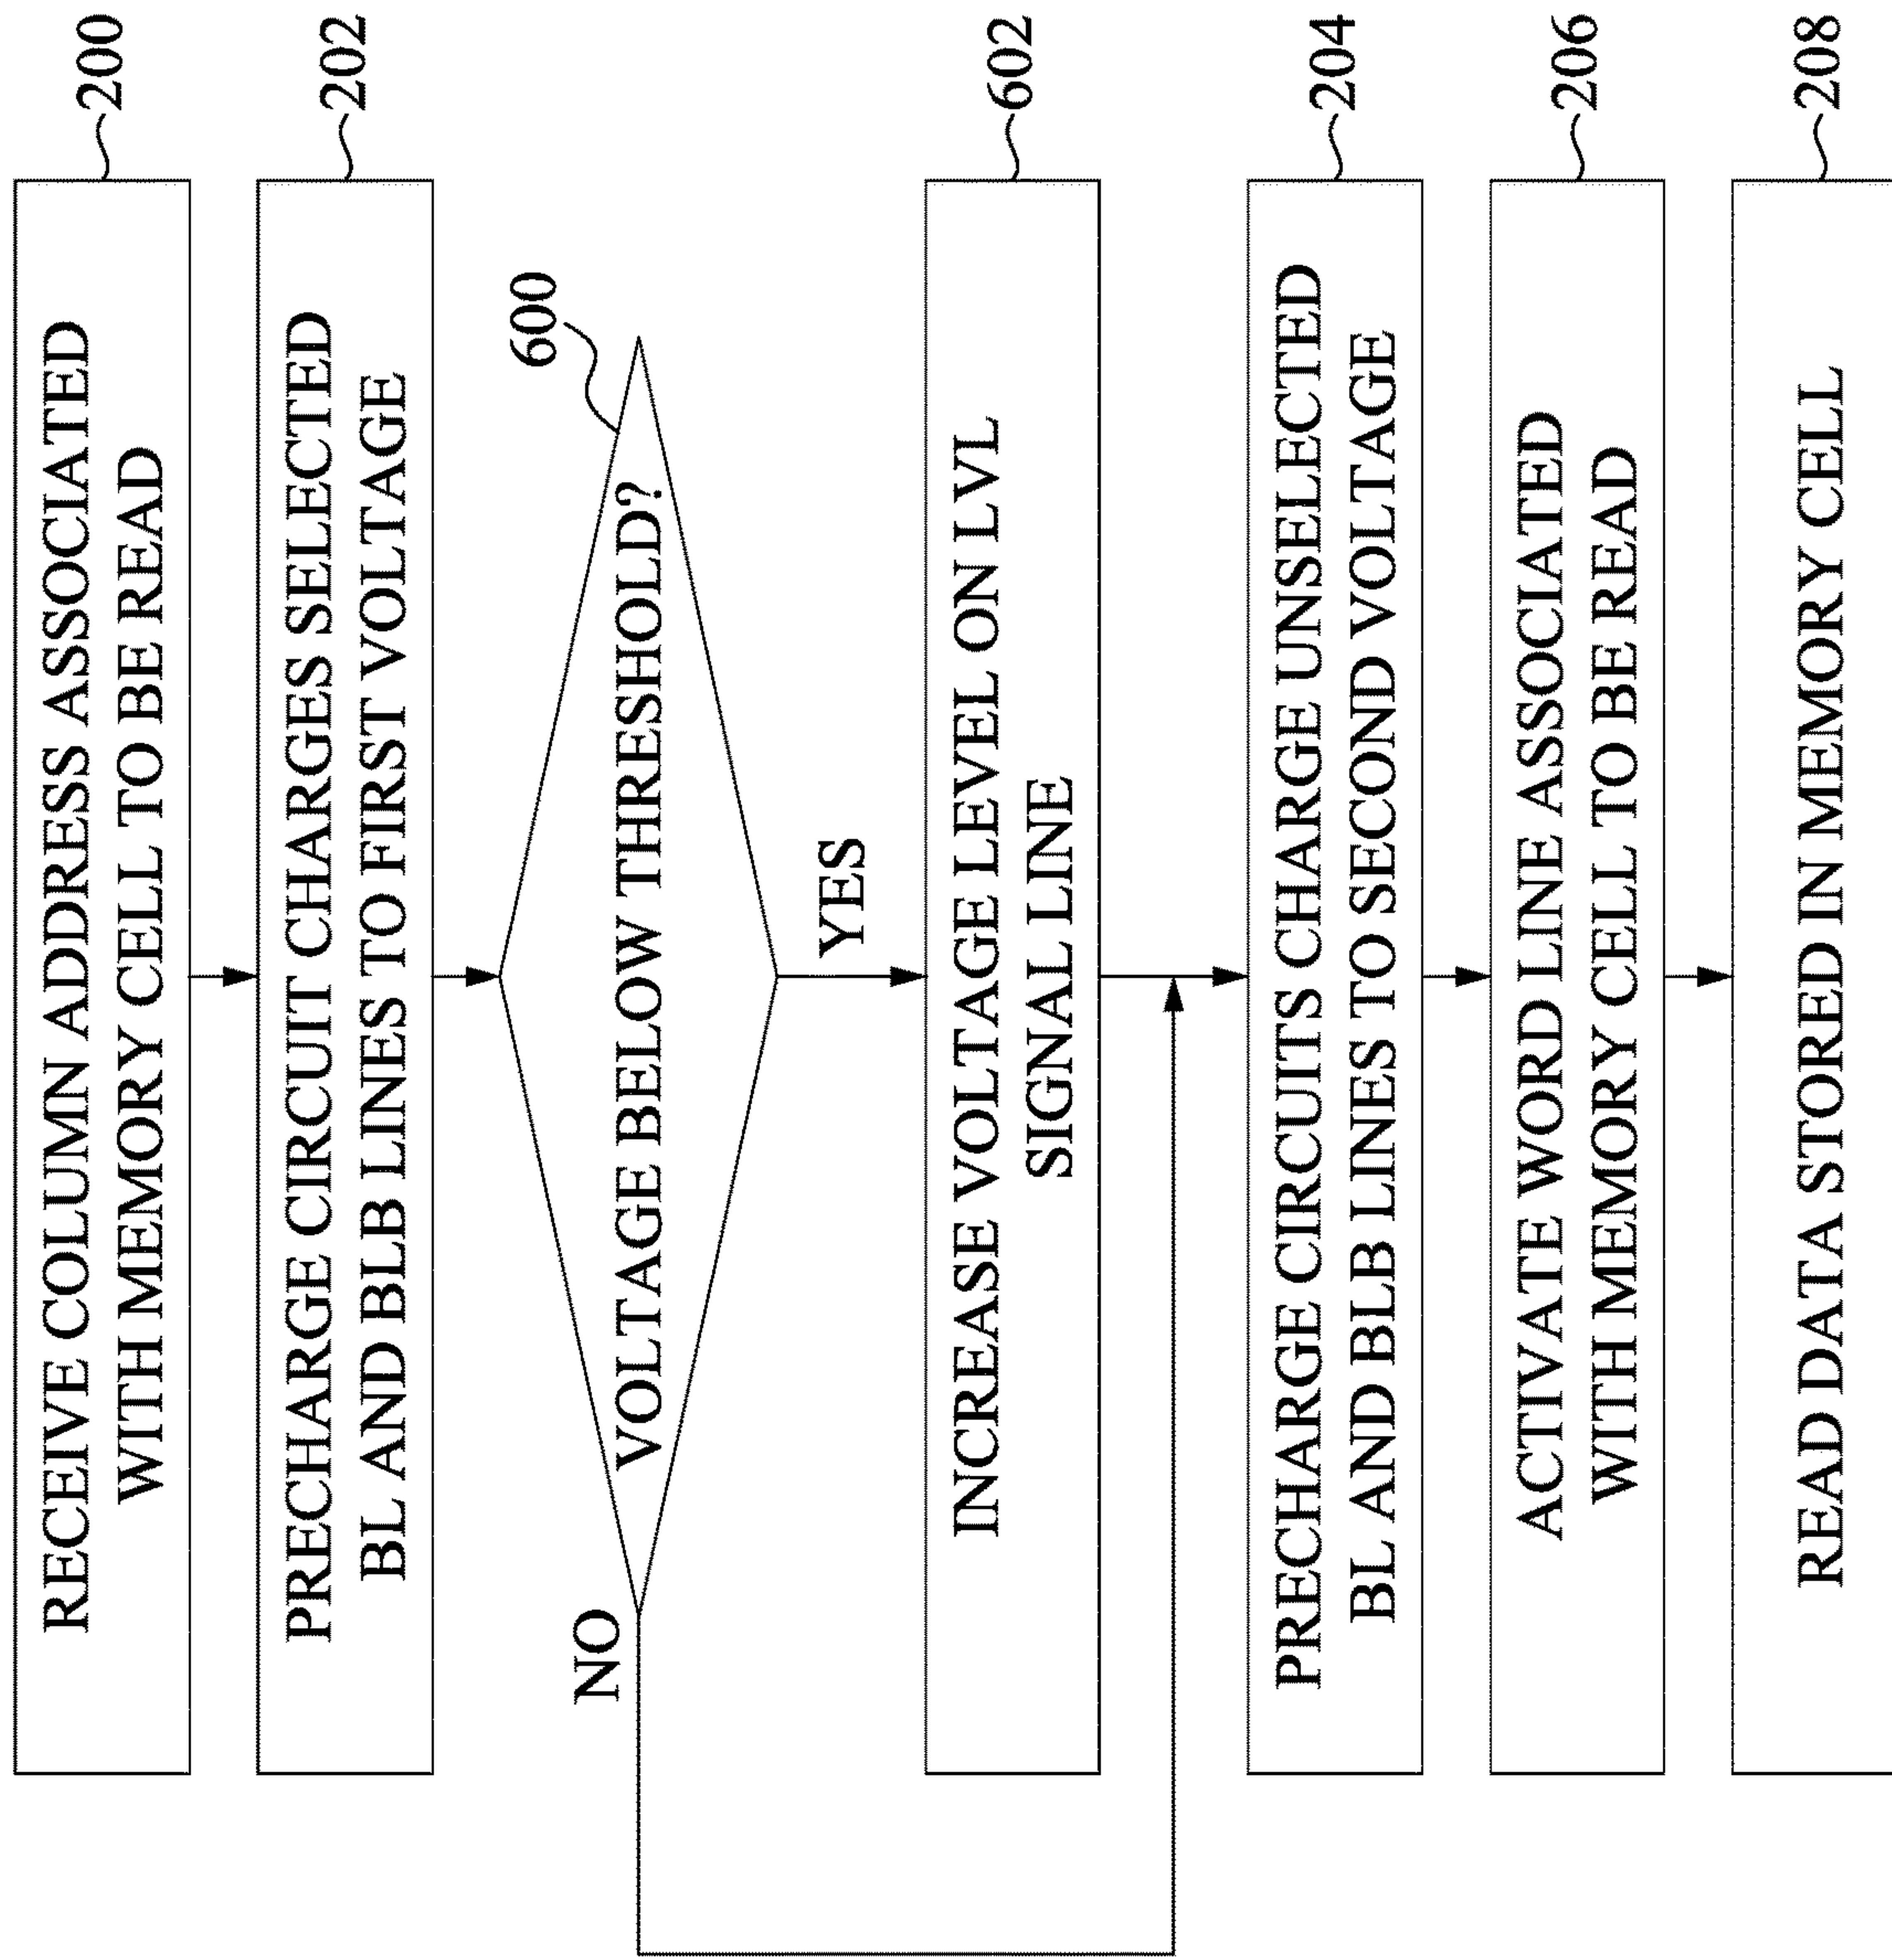 RECEIVE COLUMN ADDRESS ASSOCIATED
WITH MEMORY CELL TO BE READ
200
PRECHARGE CIRCUIT CHARGES SELECTED
BL AND BLB LINES TO FIRST VOLTAGE
202
600
VOLTAGE BELOW THRESHOLD?
NO
YES
INCREASE VOLTAGE LEVEL ON LVL
SIGNAL LINE
602
PRECHARGE CIRCUITS CHARGE UNSELECTED
BL AND BLB LINES TO SECOND VOLTAGE
204
ACTIVATE WORD LINE ASSOCIATED
WITH MEMORY CELL TO BE READ
206
READ DATA STORED IN MEMORY CELL
208